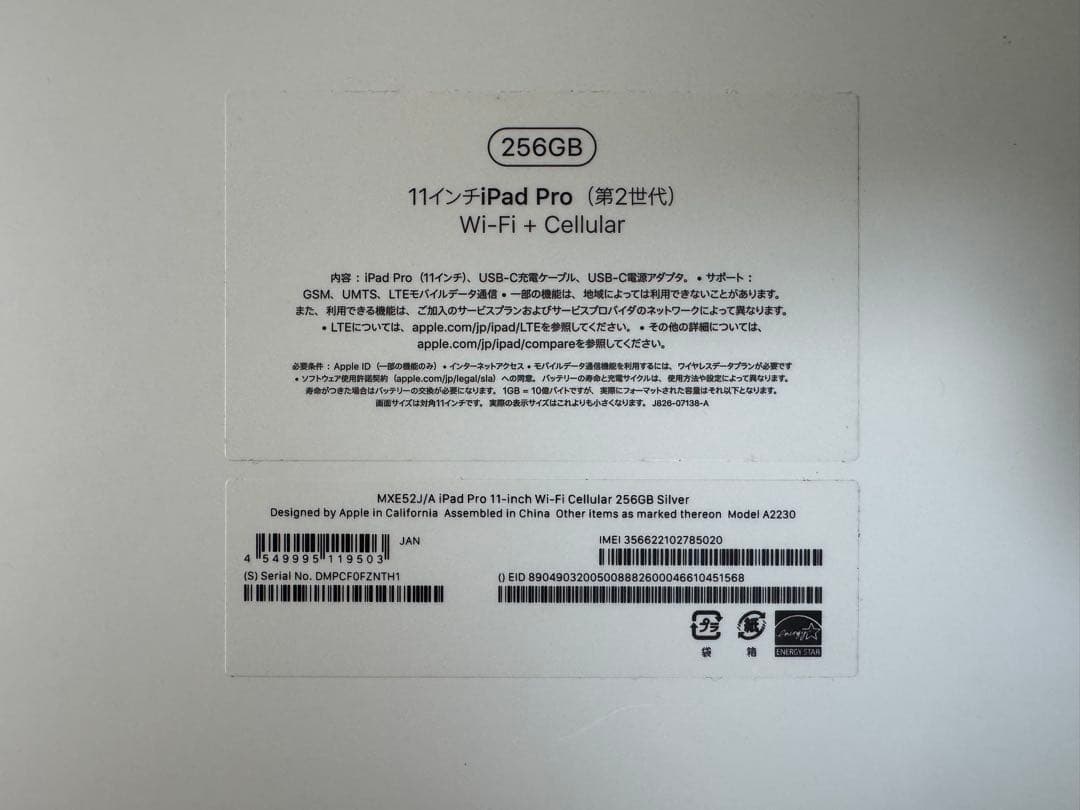 256GB
11インチiPad Pro（第2世代）
Wi-Fi + Cellular
内容：iPad Pro（11インチ）、USB-C充電ケーブル、USB-C電源アダプタ。• サポート：
GSM、UMTS、LTEモバイルデータ通信 • 一部の機能は、地域によっては利用できないことがあります。
また、利用できる機能は、ご加入のサービスプランおよびサービスプロバイダのネットワークによって異なります。
• LTEについては、apple.com/jp/ipad/LTEを参照してください。• その他の詳細については、
apple.com/jp/ipad/compareを参照してください。
必要条件：Apple ID（一部の機能のみ）• インターネットアクセス • モバイルデータ通信機能を利用するには、ワイヤレスデータプランが必要です
• ソフトウェア使用許諾契約（apple.com/jp/legal/sla）への同意。バッテリーの寿命と充電サイクルは、使用方法や設定によって異なります。
寿命がつきた場合はバッテリーの交換が必要になります。1GB = 10億バイトですが、実際にフォーマットされた容量はそれ以下となります。
画面サイズは対角11インチです。実際の表示サイズはこれよりも小さくなります。J826-07138-A
MXE52J/A iPad Pro 11-inch Wi-Fi Cellular 256GB Silver
Designed by Apple in California Assembled in China Other items as marked thereon Model A2230
JAN
4 549995 119503
IMEI 356622102785020
(S) Serial No. DMPCF0FZNTH1
() EID 89049032005008882600046610451568
プラ
紙
energy
袋
箱
ENERGY STAR